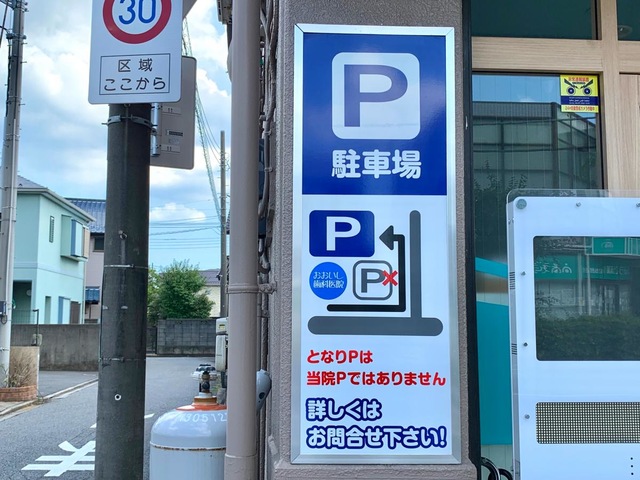 30
区域
ここから
P
駐車場
P
おおいし
歯科医院
P
となりPは
当院Pではありません
詳しくは
お問合せ下さい!